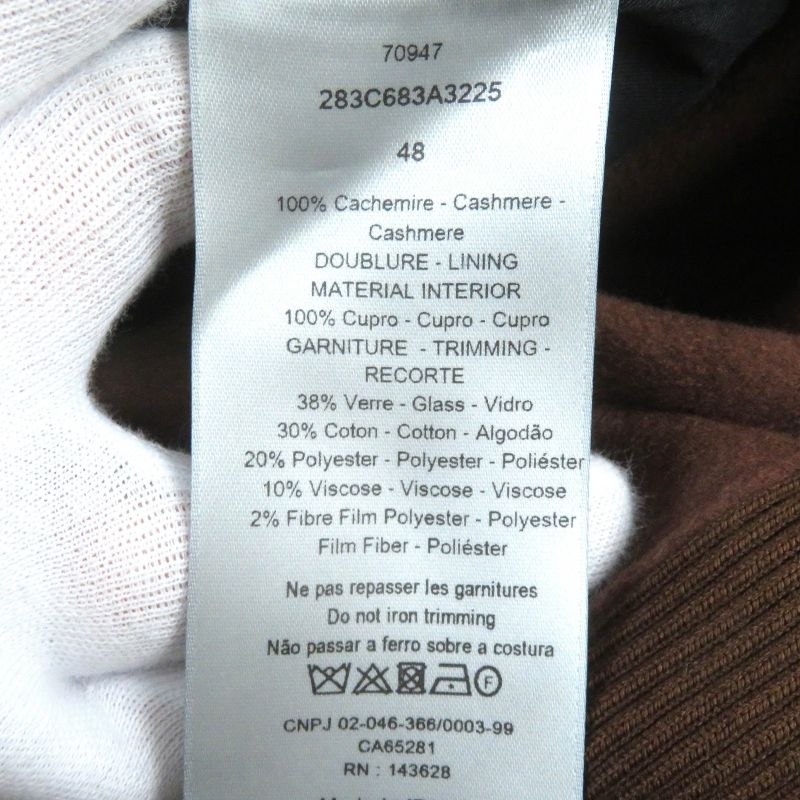 70947
283C683A3225
48
100% Cachemire - Cashmere -
Cashmere
DOUBLURE - LINING
MATERIAL INTERIOR
100% Cupro - Cupro - Cupro
GARNITURE - TRIMMING -
RECORTE
38% Verre - Glass - Vidro
30% Coton - Cotton - Algodão
20% Polyester - Polyester - Poliéster
10% Viscose - Viscose - Viscose
2% Fibre Film Polyester - Polyester
Film Fiber - Poliéster
Ne pas repasser les garnitures
Do not iron trimming
Não passar a ferro sobre a costura
F
CNPJ 02-046-366/0003-99
CA65281
RN : 143628